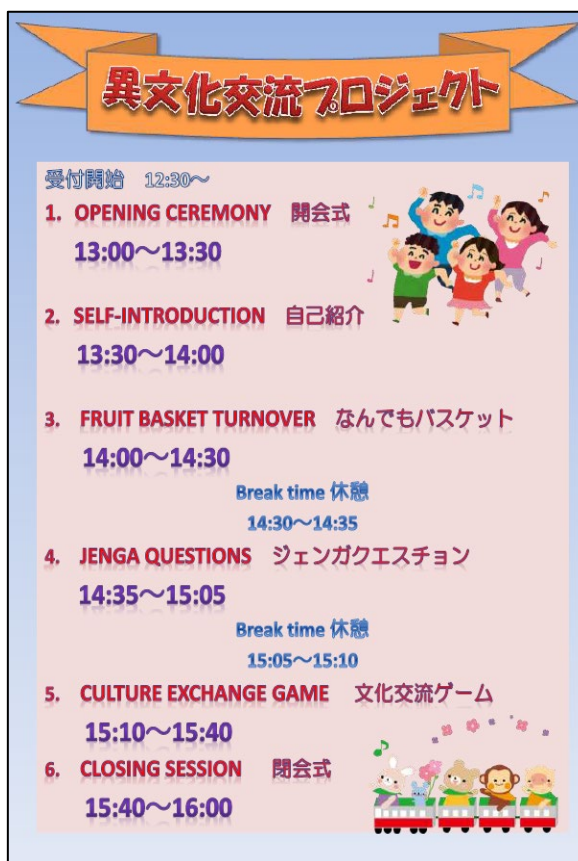 異文化交流プロジェクト
受付開始 12:30～
1. OPENING CEREMONY 開会式
13:00～13:30
2. SELF-INTRODUCTION 自己紹介
13:30～14:00
3. FRUIT BASKET TURNOVER なんでもバスケット
14:00～14:30
Break time 休憩
14:30～14:35
4. JENGA QUESTIONS ジェンガクエスチョン
14:35～15:05
Break time 休憩
15:05～15:10
5. CULTURE EXCHANGE GAME 文化交流ゲーム
15:10～15:40
6. CLOSING SESSION 閉会式
15:40～16:00